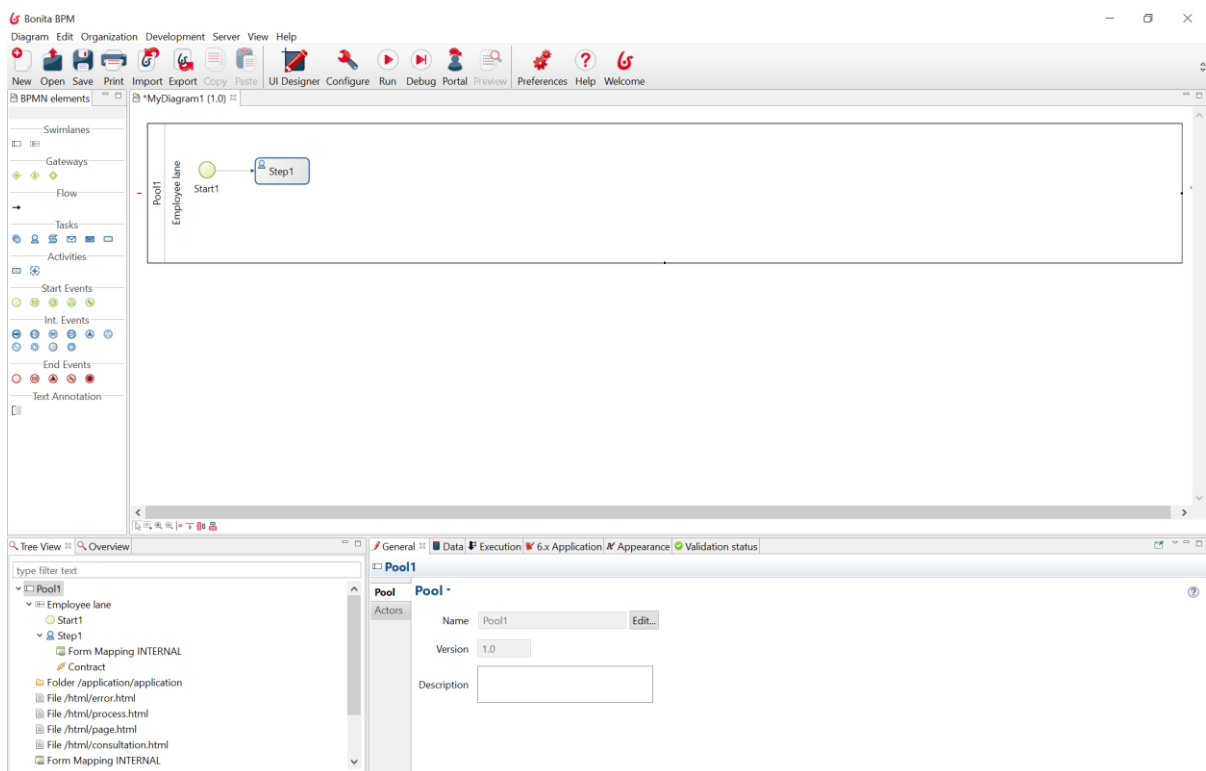 Bonita BPM
Diagram Edit Organization Development Server View Help
New Open Save Print Import Export Copy Paste UI Designer Configure Run Debug Portal Preview Preferences Help Welcome
BPMN elements
*MyDiagram1 (1.0)
Swimlanes
Gateways
Flow
Tasks
Activities
Start Events
Int. Events
End Events
Text Annotation
Pool1
Employee lane
Start1
Step1
Tree View Overview
type filter text
Pool1
Employee lane
Start1
Step1
Form Mapping INTERNAL
Contract
Folder /application/application
File /html/error.html
File /html/process.html
File /html/page.html
File /html/consultation.html
Form Mapping INTERNAL
General Data Execution 6.x Application Appearance Validation status
Pool1
Pool
Actors
Pool
Name Pool1 Edit...
Version 1.0
Description